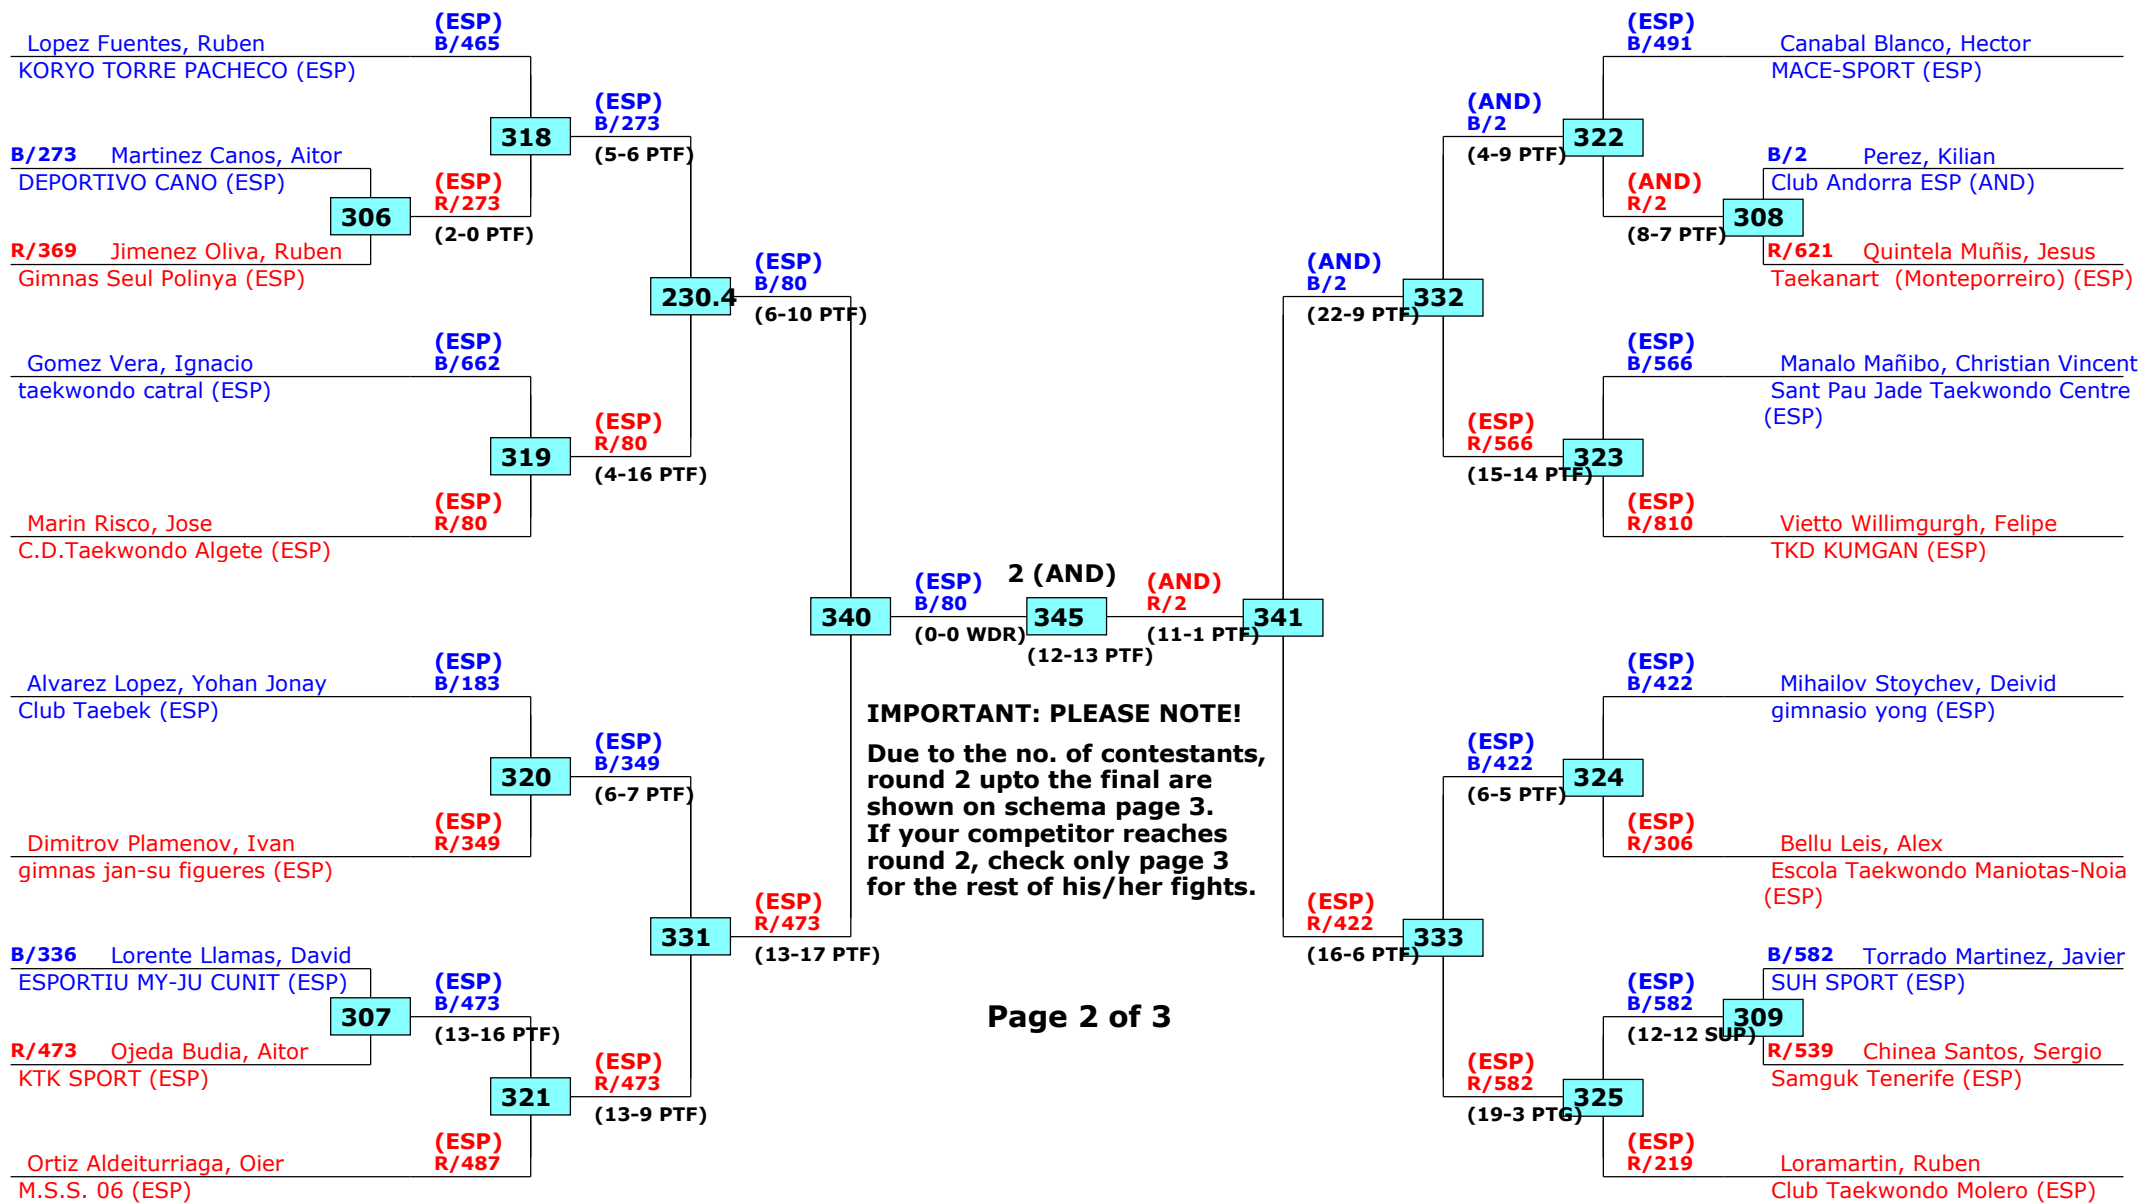 (ESP)
Lopez Fuentes, Ruben B/465
KORYO TORRE PACHECO (ESP)
(ESP)
B/273
318
(5-6 PTF)
B/273 Martinez Canos, Aitor
DEPORTIVO CANO (ESP)
(ESP)
R/273
306
(2-0 PTF)
R/369 Jimenez Oliva, Ruben
Gimnas Seul Polinya (ESP)
(ESP)
B/80
230.4
(6-10 PTF)
(ESP)
Gomez Vera, Ignacio B/662
taekwondo catral (ESP)
(ESP)
R/80
319
(4-16 PTF)
(ESP)
Marin Risco, Jose R/80
C.D.Taekwondo Algete (ESP)
340
(ESP)
B/80
(0-0 WDR)
2 (AND)
345
(12-13 PTF)
(AND)
R/2
(11-1 PTF)
341
(ESP)
Alvarez Lopez, Yohan Jonay B/183
Club Taebek (ESP)
(ESP)
B/349
320
(6-7 PTF)
(ESP)
Dimitrov Plamenov, Ivan R/349
gimnas jan-su figueres (ESP)
(ESP)
R/473
331
(13-17 PTF)
B/336 Lorente Llamas, David
ESPORTIU MY-JU CUNIT (ESP)
(ESP)
B/473
307
(13-16 PTF)
R/473 Ojeda Budia, Aitor
KTK SPORT (ESP)
(ESP)
R/473
321
(13-9 PTF)
(ESP)
Ortiz Aldeiturriaga, Oier R/487
M.S.S. 06 (ESP)
IMPORTANT: PLEASE NOTE!
Due to the no. of contestants,
round 2 upto the final are
shown on schema page 3.
If your competitor reaches
round 2, check only page 3
for the rest of his/her fights.
Page 2 of 3
(ESP)
B/491 Canabal Blanco, Hector
MACE-SPORT (ESP)
(AND)
B/2
322
(4-9 PTF)
B/2 Perez, Kilian
Club Andorra ESP (AND)
(AND)
R/2
308
(8-7 PTF)
R/621 Quintela Muñis, Jesus
Taekanart (Monteporreiro) (ESP)
(AND)
B/2
332
(22-9 PTF)
(ESP)
B/566 Manalo Mañibo, Christian Vincent
Sant Pau Jade Taekwondo Centre
(ESP)
(ESP)
R/566
323
(15-14 PTF)
(ESP)
R/810 Vietto Willimgurgh, Felipe
TKD KUMGAN (ESP)
(ESP)
B/422 Mihailov Stoychev, Deivid
gimnasio yong (ESP)
(ESP)
B/422
324
(6-5 PTF)
(ESP)
R/306 Bellu Leis, Alex
Escola Taekwondo Maniotas-Noia
(ESP)
(ESP)
R/422
333
(16-6 PTF)
B/582 Torrado Martinez, Javier
SUH SPORT (ESP)
(ESP)
B/582
309
(12-12 SUP)
R/539 Chinea Santos, Sergio
Samguk Tenerife (ESP)
(ESP)
R/582
325
(19-3 PTG)
(ESP)
R/219 Loramartin, Ruben
Club Taekwondo Molero (ESP)